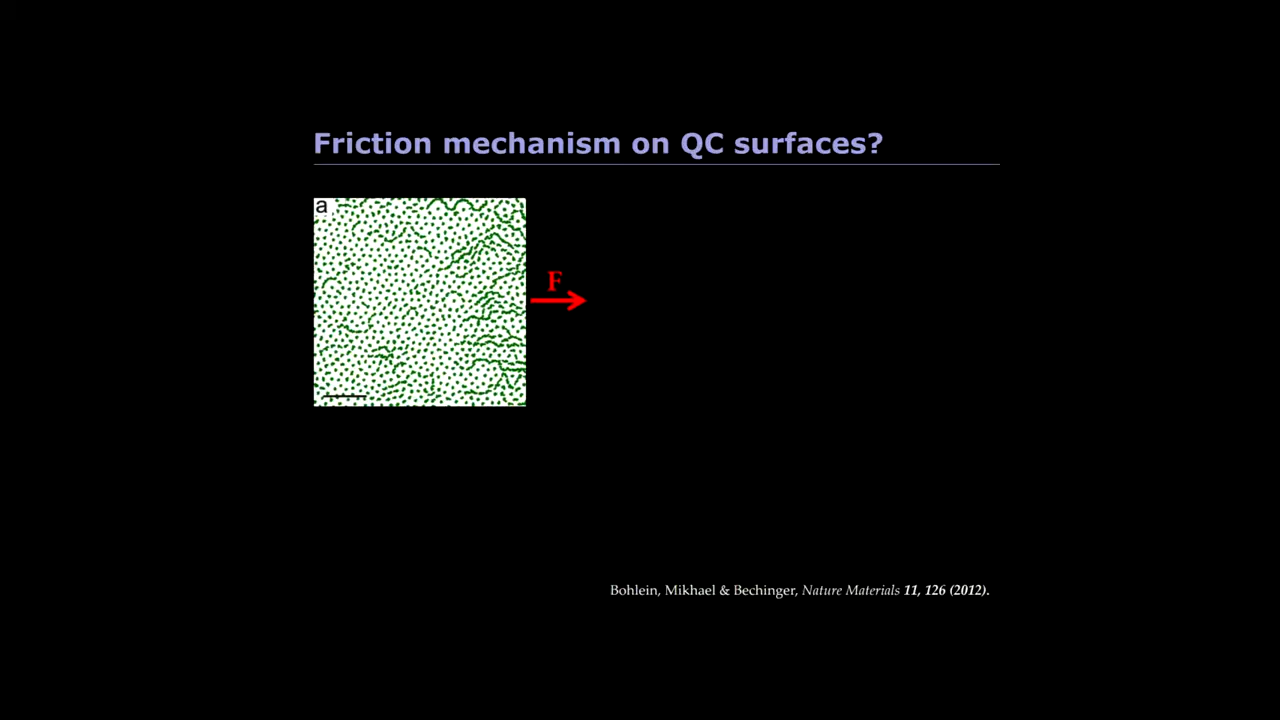 Friction mechanism on QC surfaces?
a
F
Bohlein, Mikhael & Bechinger, Nature Materials 11, 126 (2012).